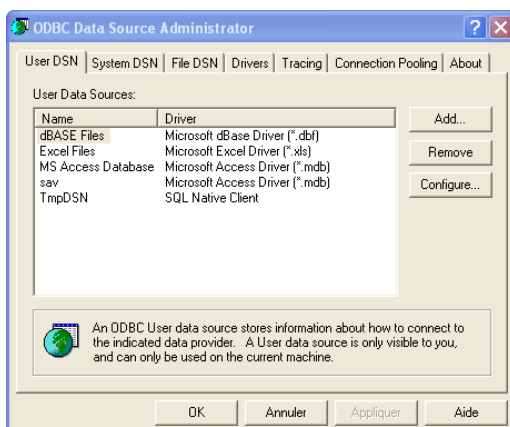 ODBC Data Source Administrator
User DSN System DSN File DSN Drivers Tracing Connection Pooling About
User Data Sources:
Name Driver
dBASE Files Microsoft dBase Driver (*.dbf)
Excel Files Microsoft Excel Driver (*.xls)
MS Access Database Microsoft Access Driver (*.mdb)
sav Microsoft Access Driver (*.mdb)
TmpDSN SQL Native Client
Add...
Remove
Configure...
An ODBC User data source stores information about how to connect to
the indicated data provider. A User data source is only visible to you,
and can only be used on the current machine.
OK Annuler Appliquer Aide